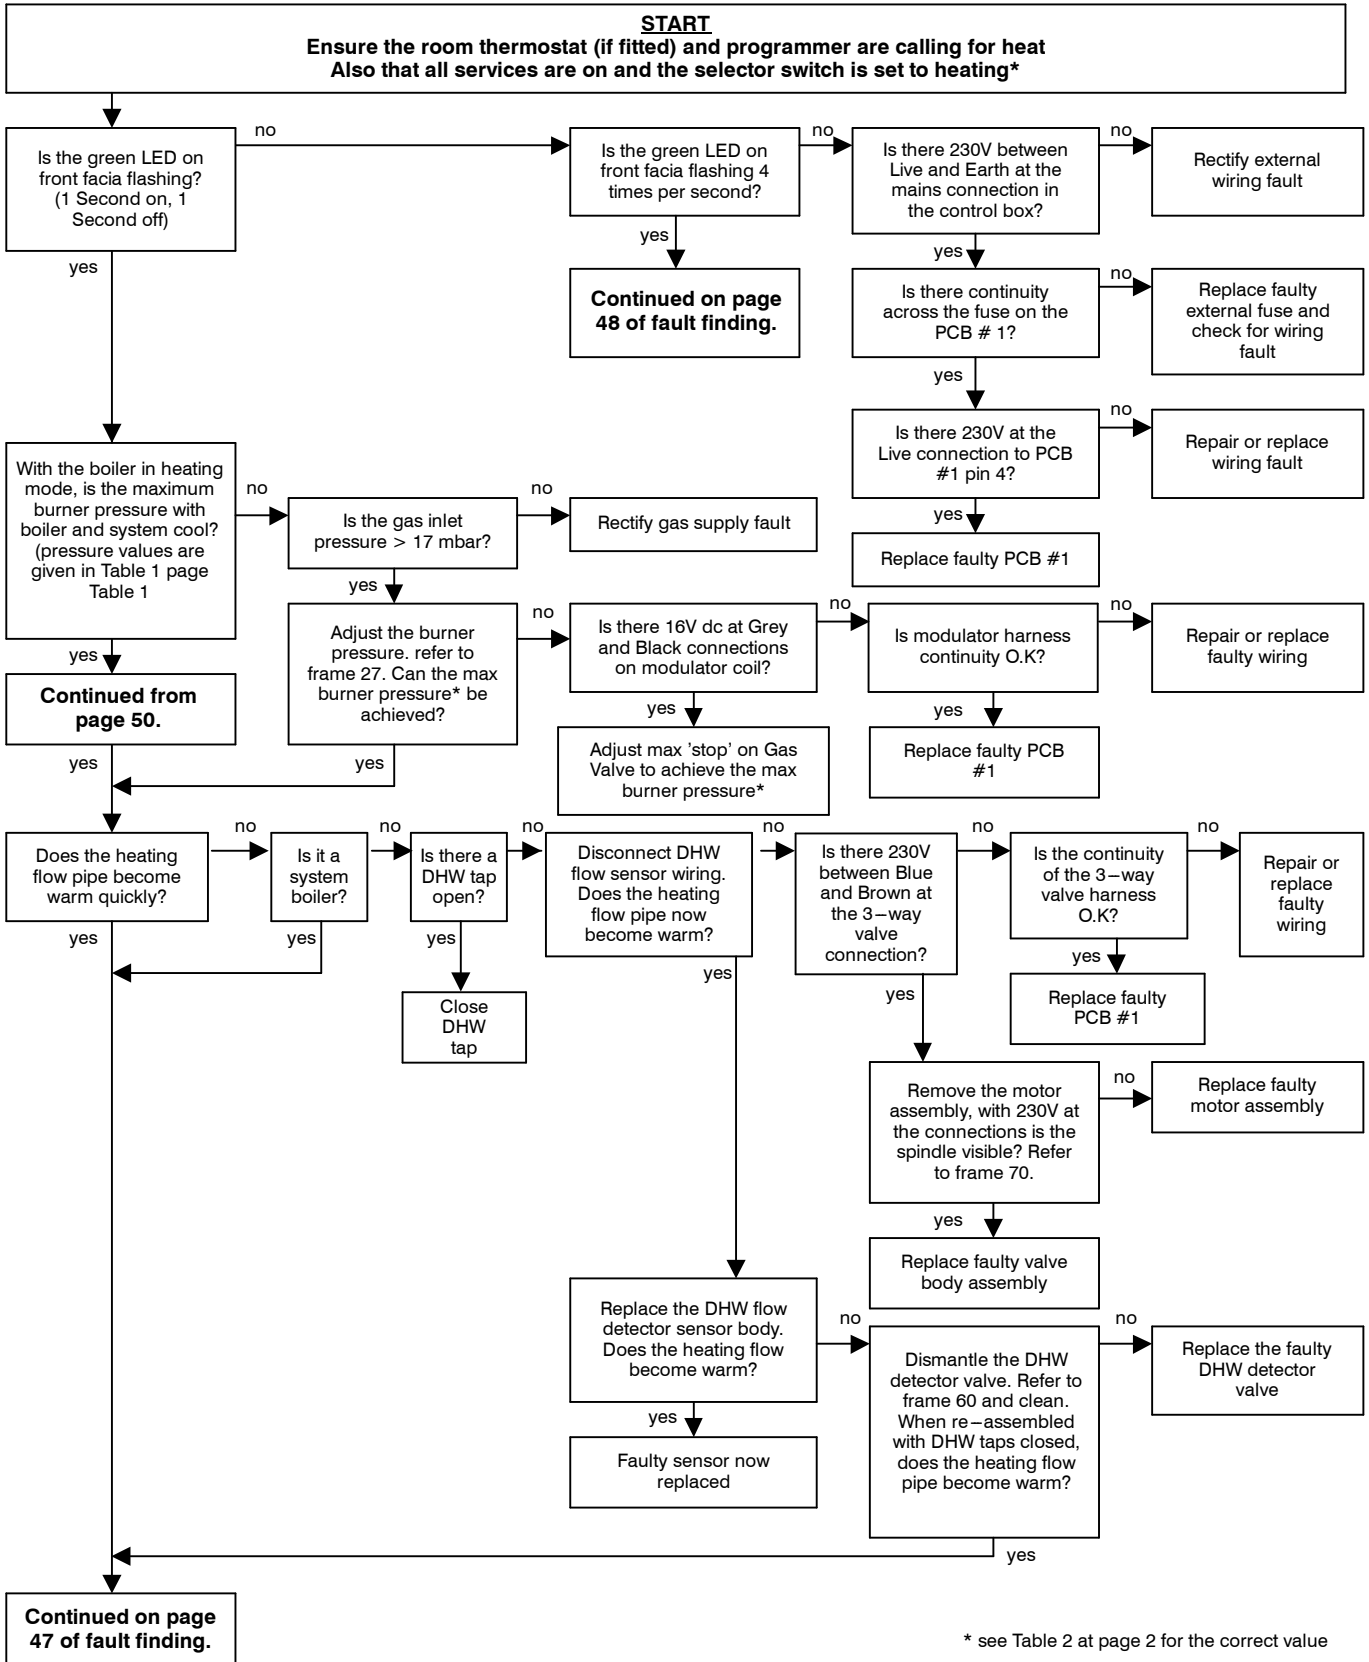 START
Ensure the room thermostat (if fitted) and programmer are calling for heat
Also that all services are on and the selector switch is set to heating*
Is the green LED on
front facia flashing?
(1 Second on, 1
Second off)
no
Is the green LED on
front facia flashing 4
times per second?
no
Is there 230V between
Live and Earth at the
mains connection in
the control box?
no
Rectify external
wiring fault
yes
yes
yes
Continued on page
48 of fault finding.
Is there continuity
across the fuse on the
PCB # 1?
no
Replace faulty
external fuse and
check for wiring
fault
yes
Is there 230V at the
Live connection to PCB
#1 pin 4?
no
Repair or replace
wiring fault
yes
Replace faulty PCB #1
With the boiler in heating
mode, is the maximum
burner pressure with
boiler and system cool?
(pressure values are
given in Table 1 page
Table 1
no
Is the gas inlet
pressure > 17 mbar?
no
Rectify gas supply fault
yes
yes
Adjust the burner
pressure. refer to
frame 27. Can the max
burner pressure* be
achieved?
no
Is there 16V dc at Grey
and Black connections
on modulator coil?
no
Is modulator harness
continuity O.K?
no
Repair or replace
faulty wiring
yes
yes
Continued from
page 50.
Adjust max ’stop’ on Gas
Valve to achieve the max
burner pressure*
Replace faulty PCB
#1
yes
yes
Does the heating
flow pipe become
warm quickly?
no
Is it a
system
boiler?
no
Is there a
DHW tap
open?
no
Disconnect DHW
flow sensor wiring.
Does the heating
flow pipe now
become warm?
no
Is there 230V
between Blue
and Brown at
the 3−way
valve
connection?
no
Is the continuity
of the 3−way
valve harness
O.K?
no
Repair or
replace
faulty
wiring
yes
yes
yes
yes
yes
yes
Close
DHW
tap
Replace faulty
PCB #1
Remove the motor
assembly, with 230V at
the connections is the
spindle visible? Refer
to frame 70.
no
Replace faulty
motor assembly
yes
Replace faulty valve
body assembly
Replace the DHW flow
detector sensor body.
Does the heating flow
become warm?
no
Dismantle the DHW
detector valve. Refer to
frame 60 and clean.
When re−assembled
with DHW taps closed,
does the heating flow
pipe become warm?
no
Replace the faulty
DHW detector
valve
yes
Faulty sensor now
replaced
yes
Continued on page
47 of fault finding.
* see Table 2 at page 2 for the correct value